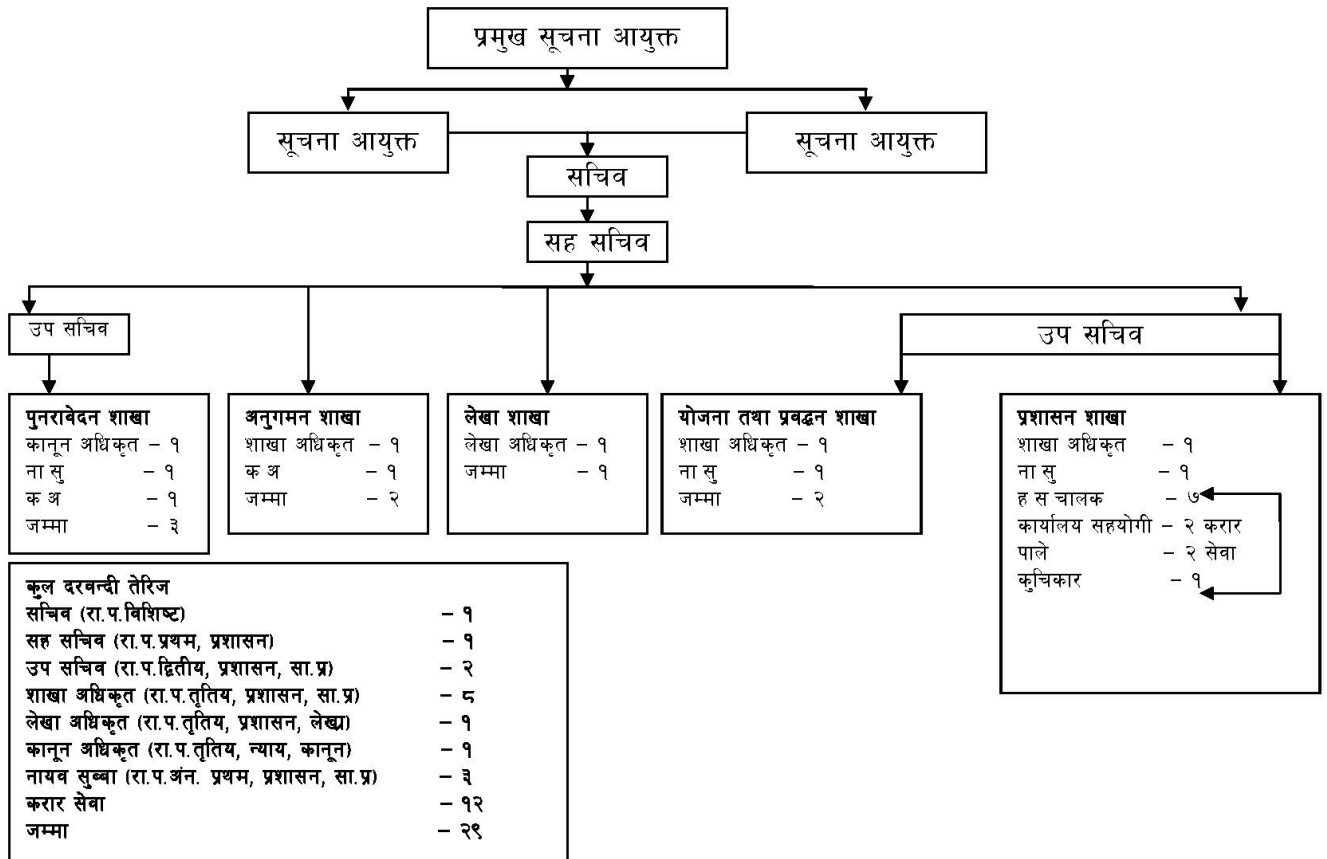 प्रमुख सूचना आयुक्त
सूचना आयुक्त
सूचना आयुक्त
सचिव
सह सचिव
उप सचिव
उप सचिव
पुनरावेदन शाखा
कानून अधिकृत – १
ना सु – १
क अ – १
जम्मा – ३
अनुगमन शाखा
शाखा अधिकृत – १
क अ – १
जम्मा – २
लेखा शाखा
लेखा अधिकृत – १
जम्मा – १
योजना तथा प्रवद्धन शाखा
शाखा अधिकृत – १
ना सु – १
जम्मा – २
प्रशासन शाखा
शाखा अधिकृत – १
ना सु – १
ह स चालक – ७
कार्यालय सहयोगी – २ करार
पाले – २ सेवा
कुचिकार – १
कुल दरवन्दी तेरिज
सचिव (रा.प.विशिष्ट) – १
सह सचिव (रा.प.प्रथम, प्रशासन) – १
उप सचिव (रा.प.द्वितीय, प्रशासन, सा.प्र) – २
शाखा अधिकृत (रा.प.तृतिय, प्रशासन, सा.प्र) – ८
लेखा अधिकृत (रा.प.तृतिय, प्रशासन, लेखा) – १
कानून अधिकृत (रा.प.तृतिय, न्याय, कानून) – १
नायव सुब्बा (रा.प.अंन. प्रथम, प्रशासन, सा.प्र) – ३
करार सेवा – १२
जम्मा – २९